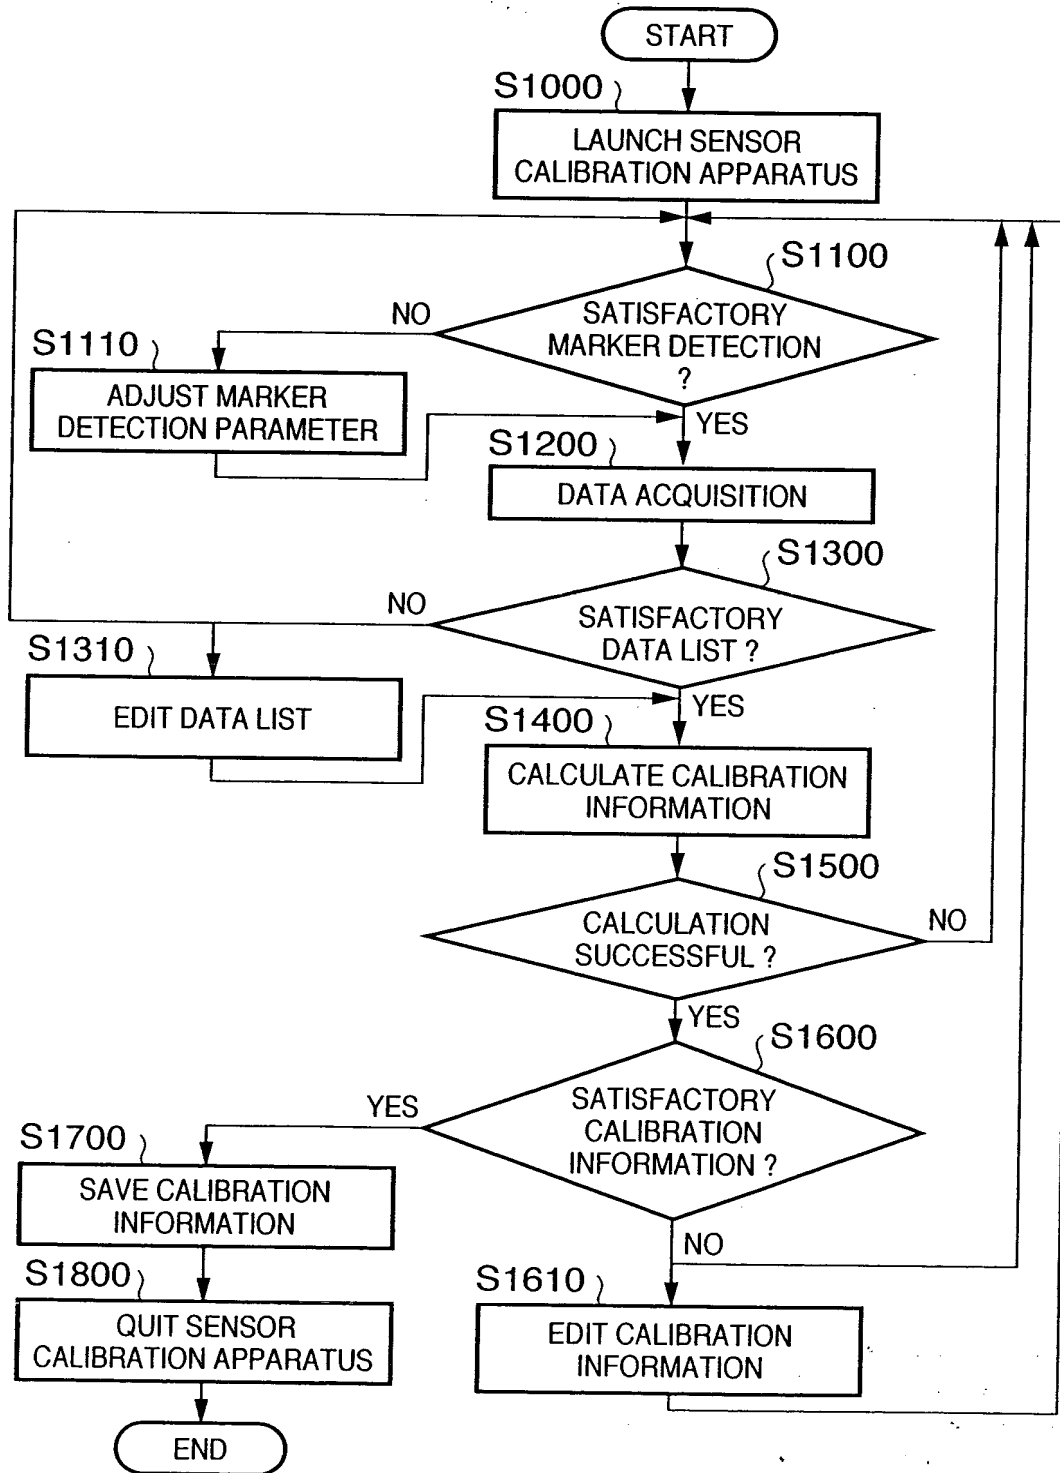 START
S1000
LAUNCH SENSOR
CALIBRATION APPARATUS
S1100
SATISFACTORY
MARKER DETECTION
?
NO
S1110
ADJUST MARKER
DETECTION PARAMETER
YES
S1200
DATA ACQUISITION
S1300
SATISFACTORY
DATA LIST ?
NO
S1310
EDIT DATA LIST
YES
S1400
CALCULATE CALIBRATION
INFORMATION
S1500
CALCULATION
SUCCESSFUL ?
NO
YES
S1600
SATISFACTORY
CALIBRATION
INFORMATION ?
YES
S1700
SAVE CALIBRATION
INFORMATION
NO
S1800
QUIT SENSOR
CALIBRATION APPARATUS
S1610
EDIT CALIBRATION
INFORMATION
END